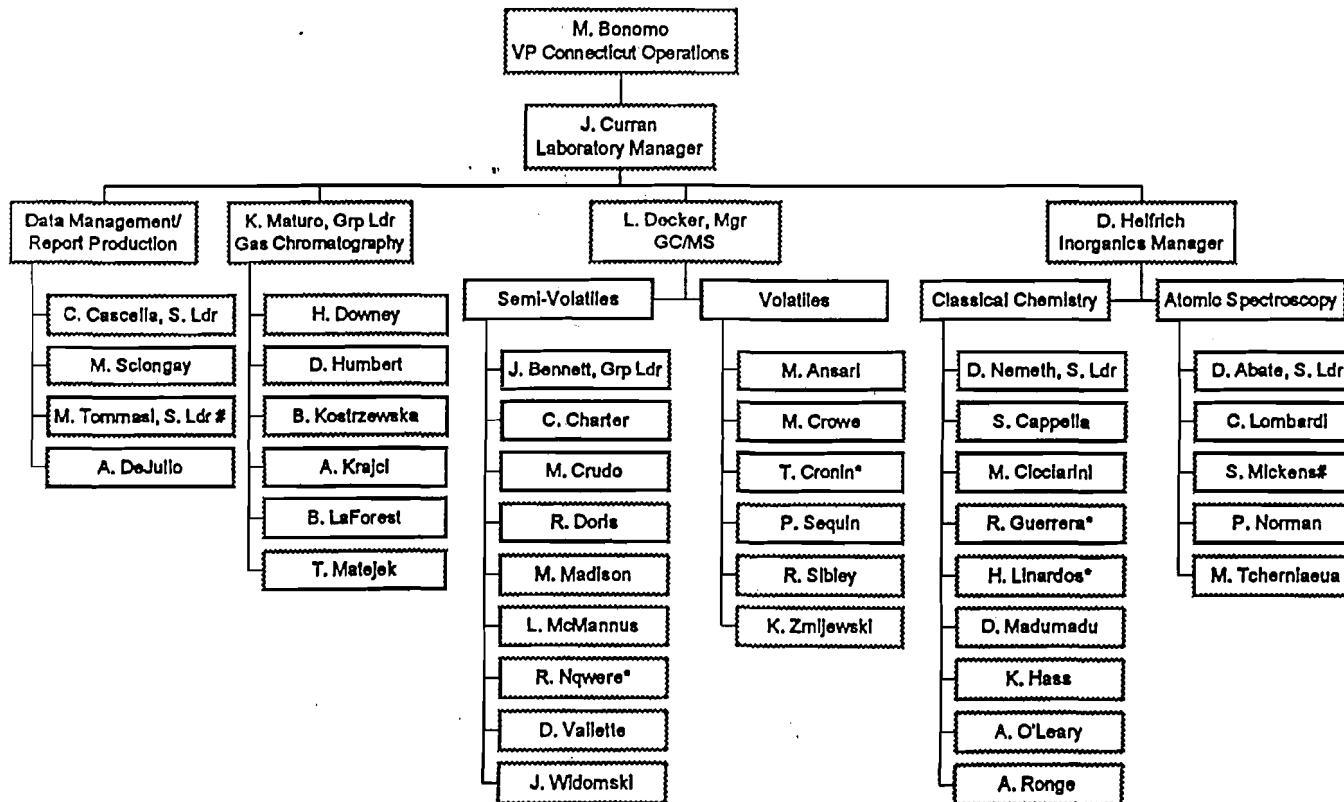 M. Bonomo
VP Connecticut Operations
J. Curran
Laboratory Manager
Data Management/
Report Production
K. Maturo, Grp Ldr
Gas Chromatography
L. Decker, Mgr
GC/MS
D. Helfrich
Inorganics Manager
C. Cascella, S. Ldr
M. Sciongay
M. Tommasi, S. Ldr #
A. DeJulio
H. Downey
D. Humbert
B. Kostrzewska
A. Krajci
B. LaForest
T. Matejek
Semi-Volatiles
J. Bennett, Grp Ldr
C. Charter
M. Crudo
R. Doris
M. Madison
L. McMannus
R. Nqwere*
D. Vallette
J. Widomski
Volatiles
M. Ansari
M. Crowe
T. Cronin*
P. Sequin
R. Sibley
K. Zmijewski
Classical Chemistry
D. Nemeth, S. Ldr
S. Cappella
M. Cicciarini
R. Guerrera*
H. Linardos*
D. Madumadu
K. Hass
A. O'Leary
A. Ronge
Atomic Spectroscopy
D. Abate, S. Ldr
C. Lombardi
S. Mickens#
P. Norman
M. Tcherniaeua